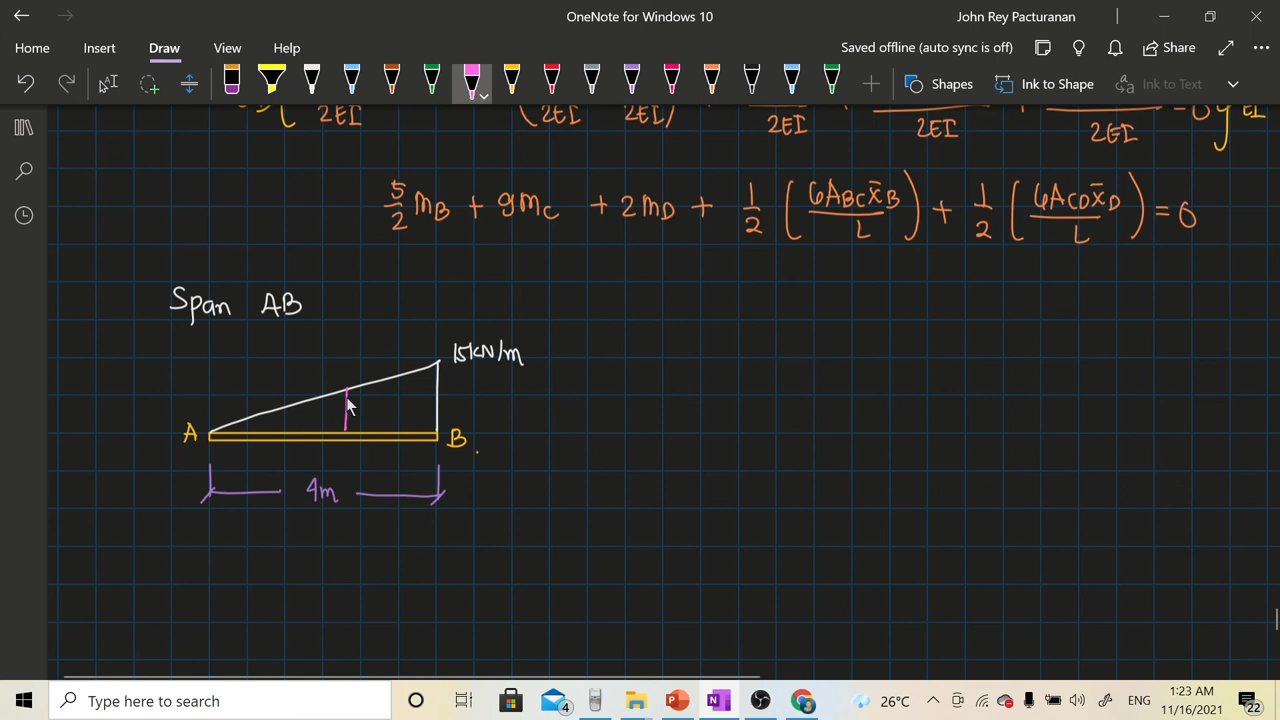 OneNote for Windows 10
John Rey Pacturanan
Home Insert Draw View Help
Saved offline (auto sync is off)
Share
Shapes
Ink to Shape
Ink to Text
2EI (2EI 2EI) 2EI 2EI 2EI EI
5/2 MB + 9MC + 2MD + 1/2 (6ABC x̄B / L) + 1/2 (6ACD x̄D / L) = 0
Span AB
15kN/m
A B
4m
Type here to search
4
26°C
ENG
1:23 AM
11/16/2021
22